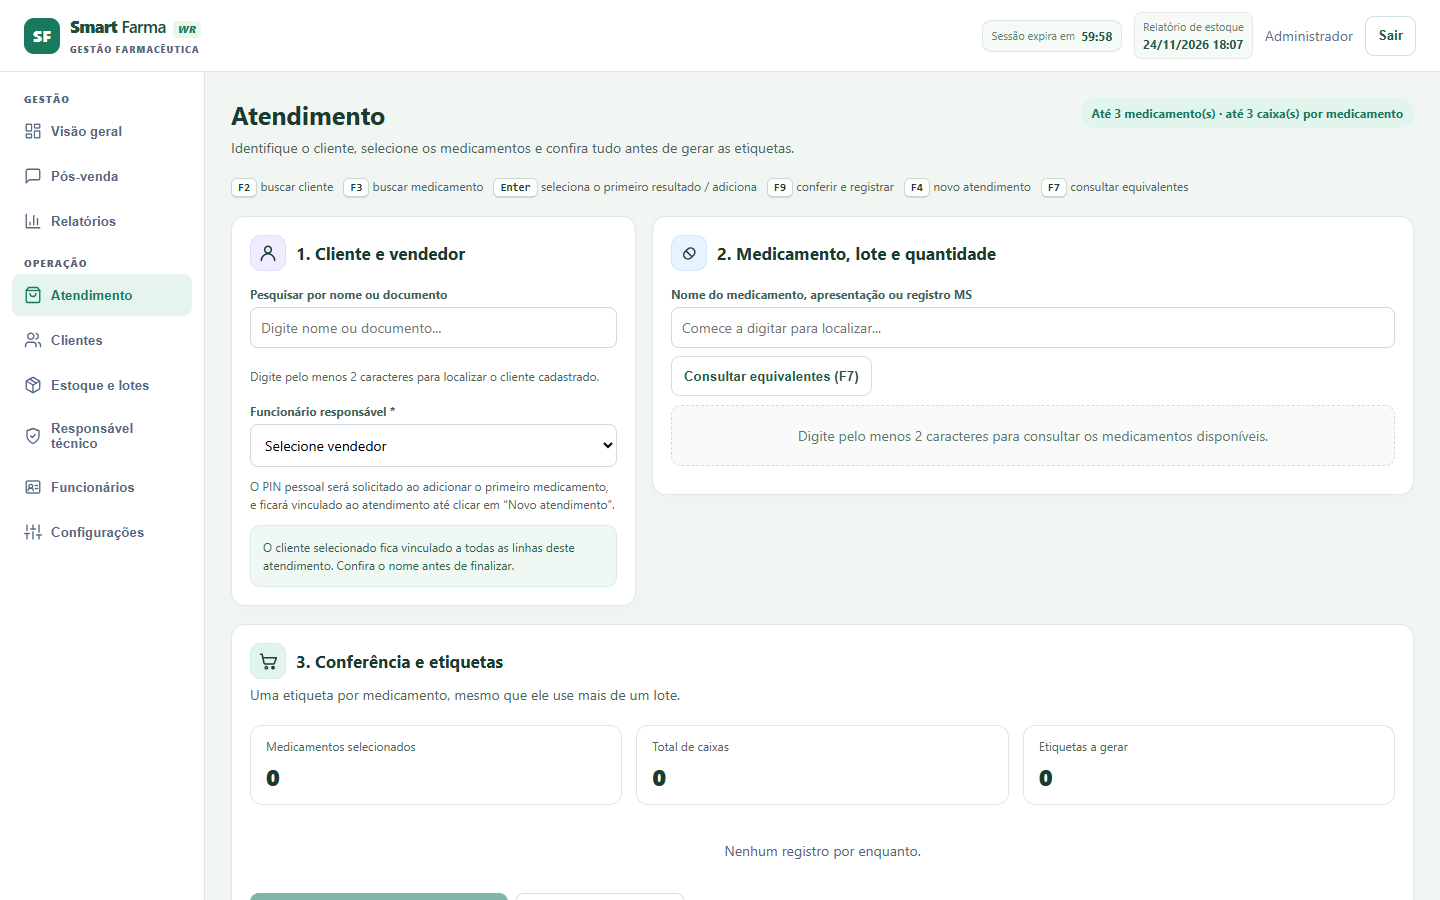 SF
Smart Farma WR
GESTÃO FARMACÊUTICA
Sessão expira em 59:58
Relatório de estoque
24/11/2026 18:07
Administrador
Sair
GESTÃO
Visão geral
Pós-venda
Relatórios
OPERAÇÃO
Atendimento
Clientes
Estoque e lotes
Responsável
técnico
Funcionários
Configurações
Atendimento
Até 3 medicamento(s) · até 3 caixa(s) por medicamento
Identifique o cliente, selecione os medicamentos e confira tudo antes de gerar as etiquetas.
F2 buscar cliente F3 buscar medicamento Enter seleciona o primeiro resultado / adiciona F9 conferir e registrar F4 novo atendimento F7 consultar equivalentes
1. Cliente e vendedor
Pesquisar por nome ou documento
Digite nome ou documento...
Digite pelo menos 2 caracteres para localizar o cliente cadastrado.
Funcionário responsável *
Selecione vendedor
O PIN pessoal será solicitado ao adicionar o primeiro medicamento,
e ficará vinculado ao atendimento até clicar em “Novo atendimento”.
O cliente selecionado fica vinculado a todas as linhas deste
atendimento. Confira o nome antes de finalizar.
2. Medicamento, lote e quantidade
Nome do medicamento, apresentação ou registro MS
Comece a digitar para localizar...
Consultar equivalentes (F7)
Digite pelo menos 2 caracteres para consultar os medicamentos disponíveis.
3. Conferência e etiquetas
Uma etiqueta por medicamento, mesmo que ele use mais de um lote.
Medicamentos selecionados
0
Total de caixas
0
Etiquetas a gerar
0
Nenhum registro por enquanto.